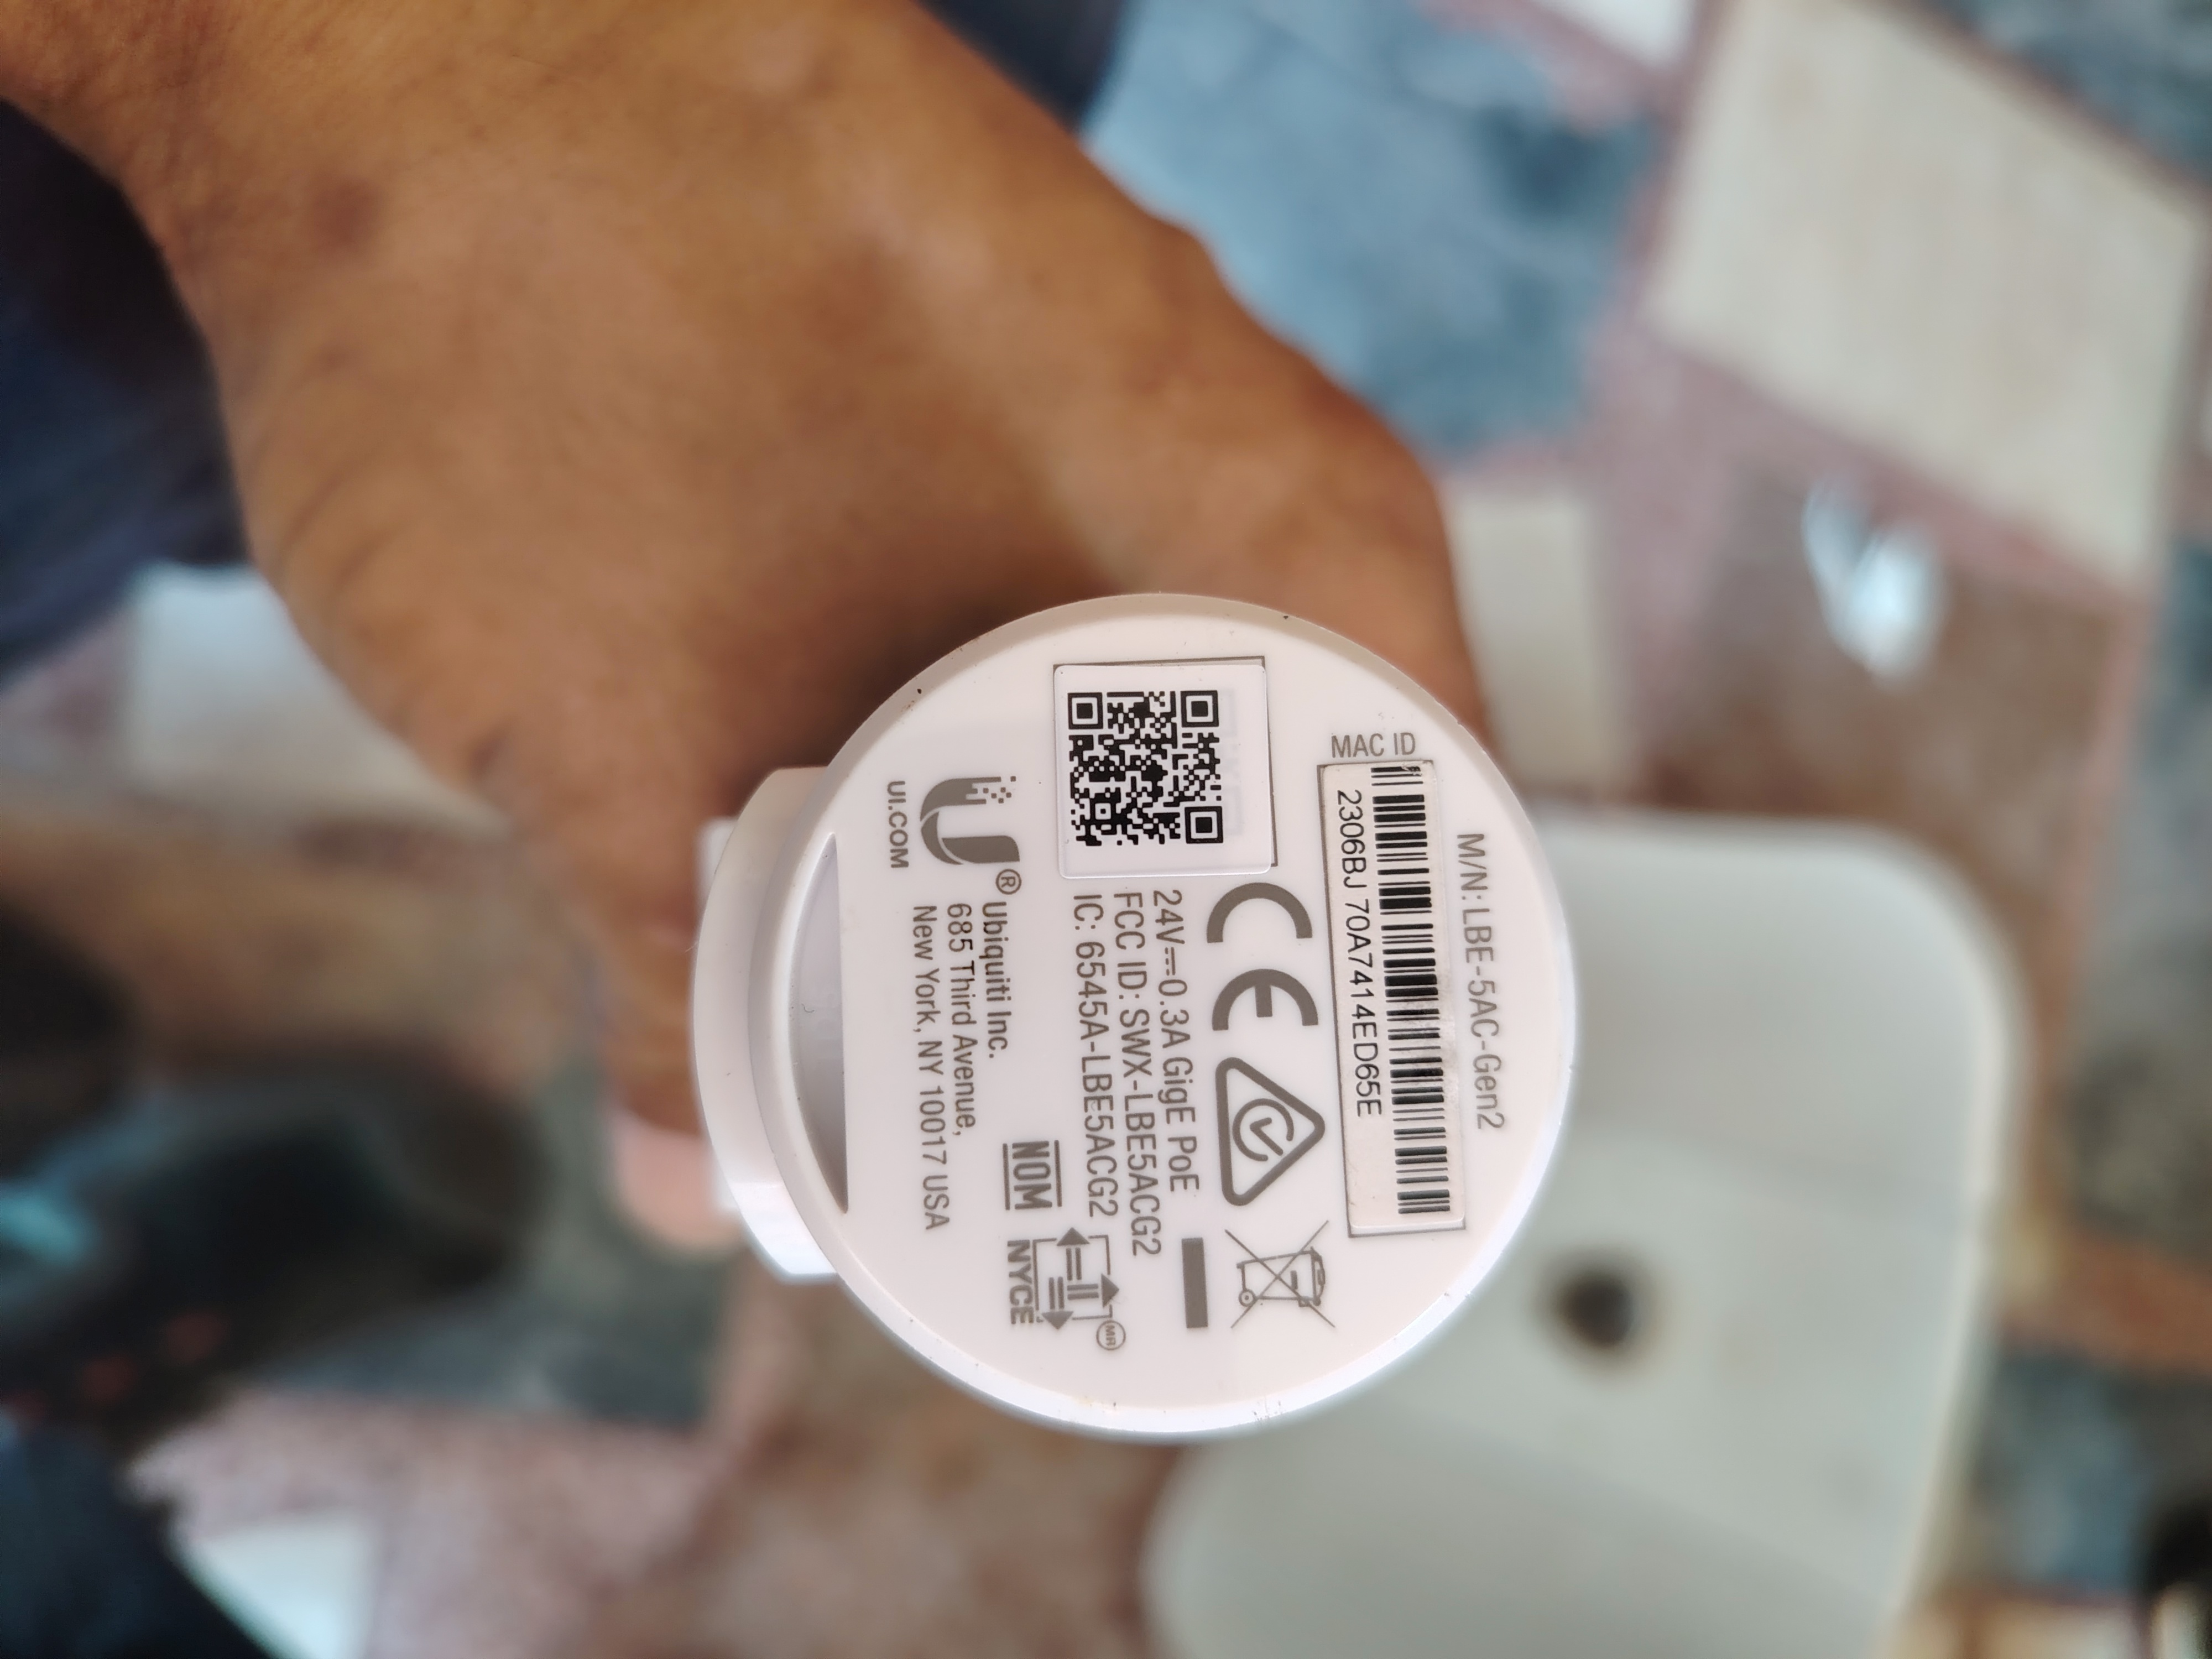 M/N: LBE-5AC-Gen2
MAC ID
2306BJ 70A7414ED65E
24V⎓0.3A GigE PoE
FCC ID: SWX-LBE5ACG2
IC: 6545A-LBE5ACG2
NOM
NYCE
MR
®
UI.COM
Ubiquiti Inc.
685 Third Avenue,
New York, NY 10017 USA